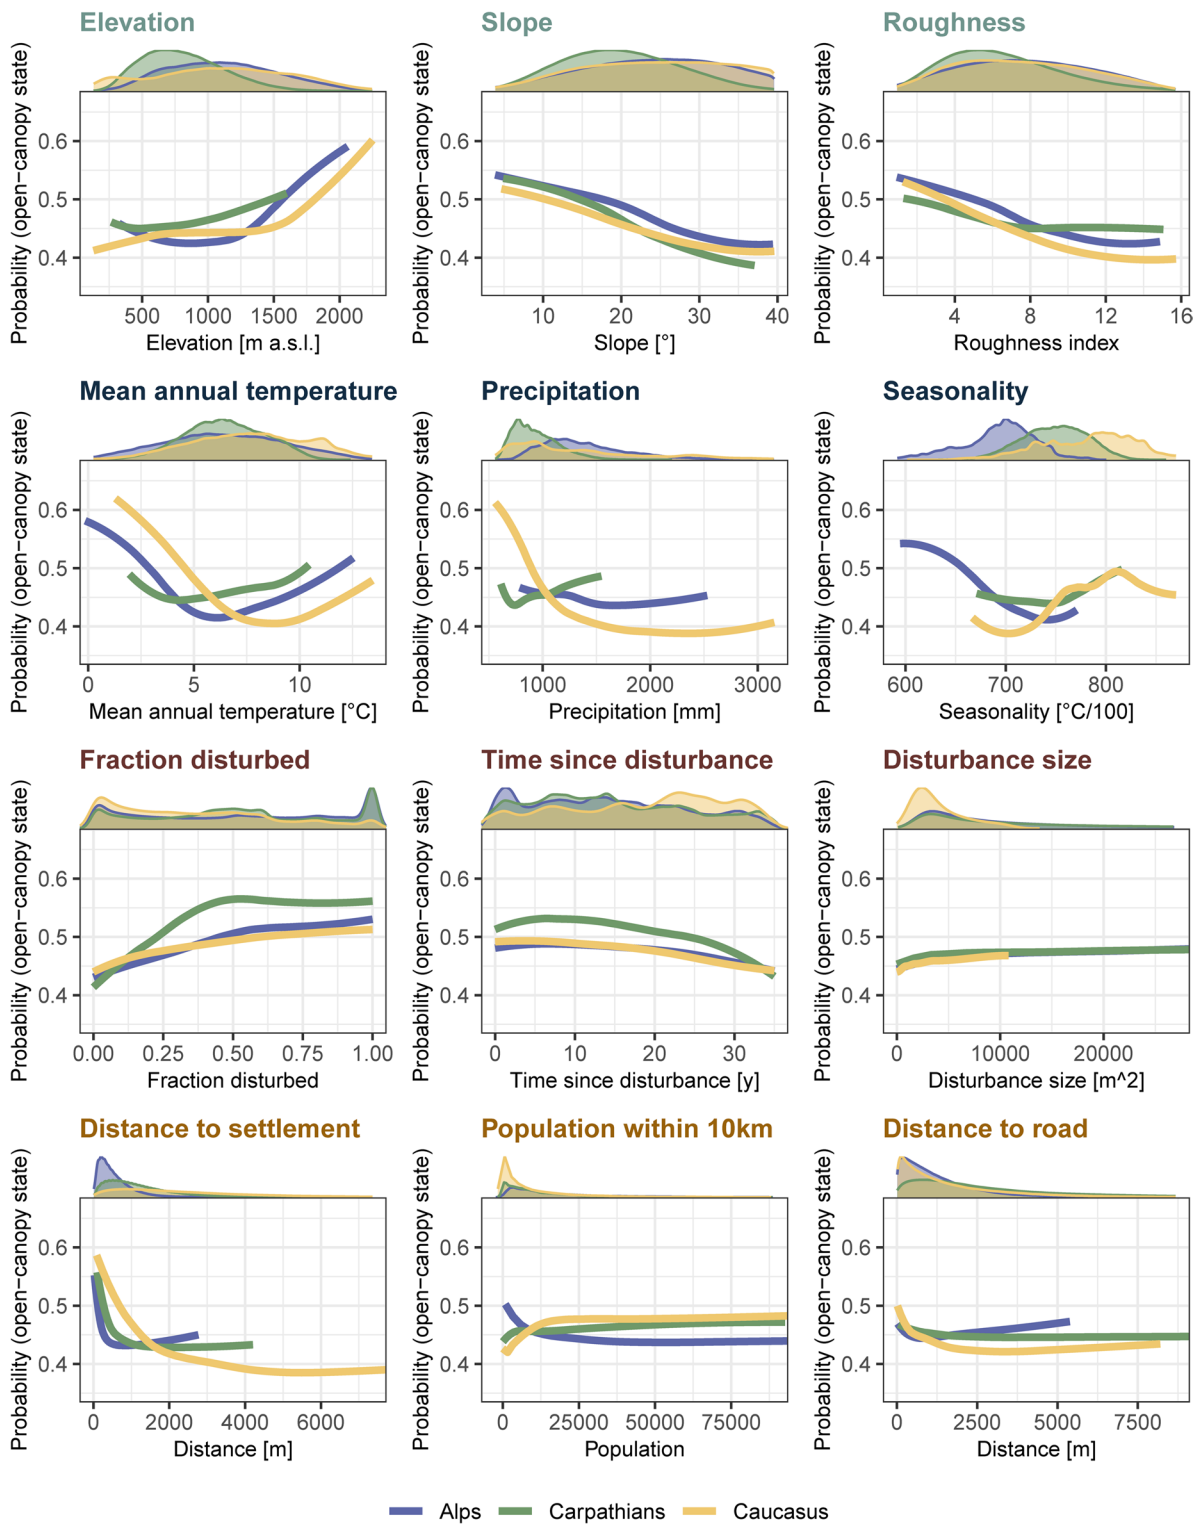 Elevation
Slope
Roughness
Probability (open−canopy state)
0.6
0.5
0.4
500 1000 1500 2000
Elevation [m a.s.l.]
Probability (open−canopy state)
0.6
0.5
0.4
10 20 30 40
Slope [°]
Probability (open−canopy state)
0.6
0.5
0.4
4 8 12 16
Roughness index
Mean annual temperature
Precipitation
Seasonality
Probability (open−canopy state)
0.6
0.5
0.4
0 5 10
Mean annual temperature [°C]
Probability (open−canopy state)
0.6
0.5
0.4
1000 2000 3000
Precipitation [mm]
Probability (open−canopy state)
0.6
0.5
0.4
600 700 800
Seasonality [°C/100]
Fraction disturbed
Time since disturbance
Disturbance size
Probability (open−canopy state)
0.6
0.5
0.4
0.00 0.25 0.50 0.75 1.00
Fraction disturbed
Probability (open−canopy state)
0.6
0.5
0.4
0 10 20 30
Time since disturbance [y]
Probability (open−canopy state)
0.6
0.5
0.4
0 10000 20000
Disturbance size [m^2]
Distance to settlement
Population within 10km
Distance to road
Probability (open−canopy state)
0.6
0.5
0.4
0 2000 4000 6000
Distance [m]
Probability (open−canopy state)
0.6
0.5
0.4
0 25000 50000 75000
Population
Probability (open−canopy state)
0.6
0.5
0.4
0 2500 5000 7500
Distance [m]
Alps Carpathians Caucasus